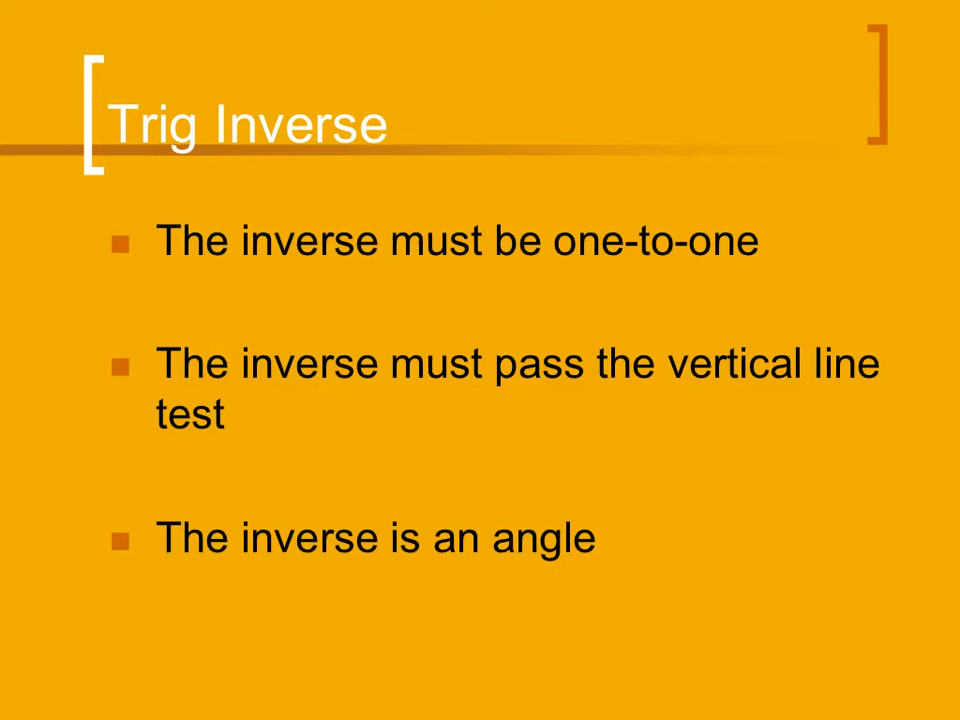 Trig Inverse
The inverse must be one-to-one
The inverse must pass the vertical line
test
The inverse is an angle